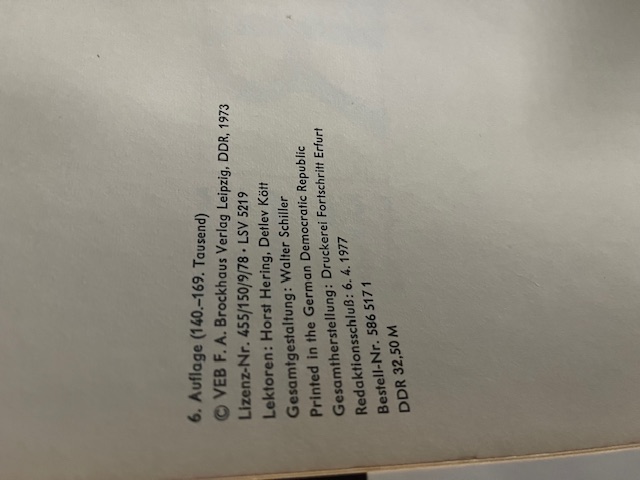 6. Auflage (140.–169. Tausend)
© VEB F. A. Brockhaus Verlag Leipzig, DDR, 1973
Lizenz-Nr. 455/150/9/78 · LSV 5219
Lektoren: Horst Hering, Detlev Kött
Gesamtgestaltung: Walter Schiller
Printed in the German Democratic Republic
Gesamtherstellung: Druckerei Fortschritt Erfurt
Redaktionsschluß: 6. 4. 1977
Bestell-Nr. 586 517 1
DDR 32,50 M